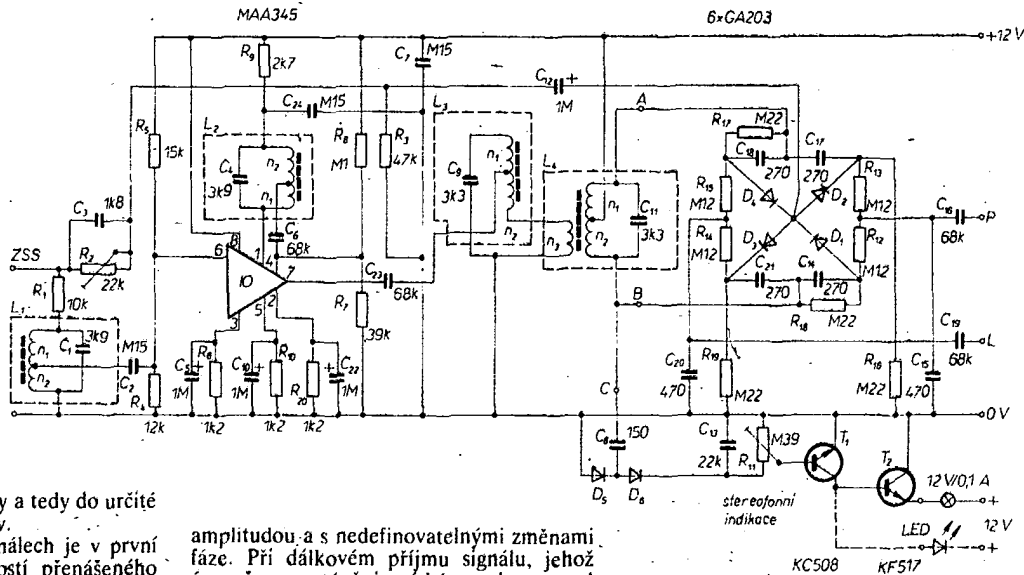 MAA345
6xGA203
+12V
R9
2k7
C7
M15
C12
+
1M
C24
M15
L2
L3
A
R17
M22
C18
C17
270
270
R5
15k
C4
3k9
n2
n1
R8
M1
R3
47k
C9
3k3
n1
n2
L4
n1
n2
n3
C11
3k3
R15
M12
D4
D2
R13
M12
C3
1k8
C6
68k
R14
M12
D3
D1
R12
M12
C16
68k
P
ZSS
R2
22k
6
8
1
4
7
IO
C23
68k
C21
270
C14
270
B
R18
M22
R1
10k
L1
3k9
n1
C1
n2
M15
C2
5
2
3
R7
39k
C19
68k
L
C5
+
R6
C10
+
R10
R20
+
C22
C20
470
R19
M22
R16
M22
C15
470
R4
12k
1M
1k2
1M
1k2
1k2
1M
C
0V
C8
150
C13
22k
M39
R11
T1
T2
D5
D6
stereofonní
indikace
12V/0,1 A
+
12V
LED
+
KC508
KF517
y a tedy do určité
y.
nálech je v první
ostí přenášeného
amplitudou a s nedefinovatelnými změnami
fáze. Při dálkovém příjmu signálu, jehož